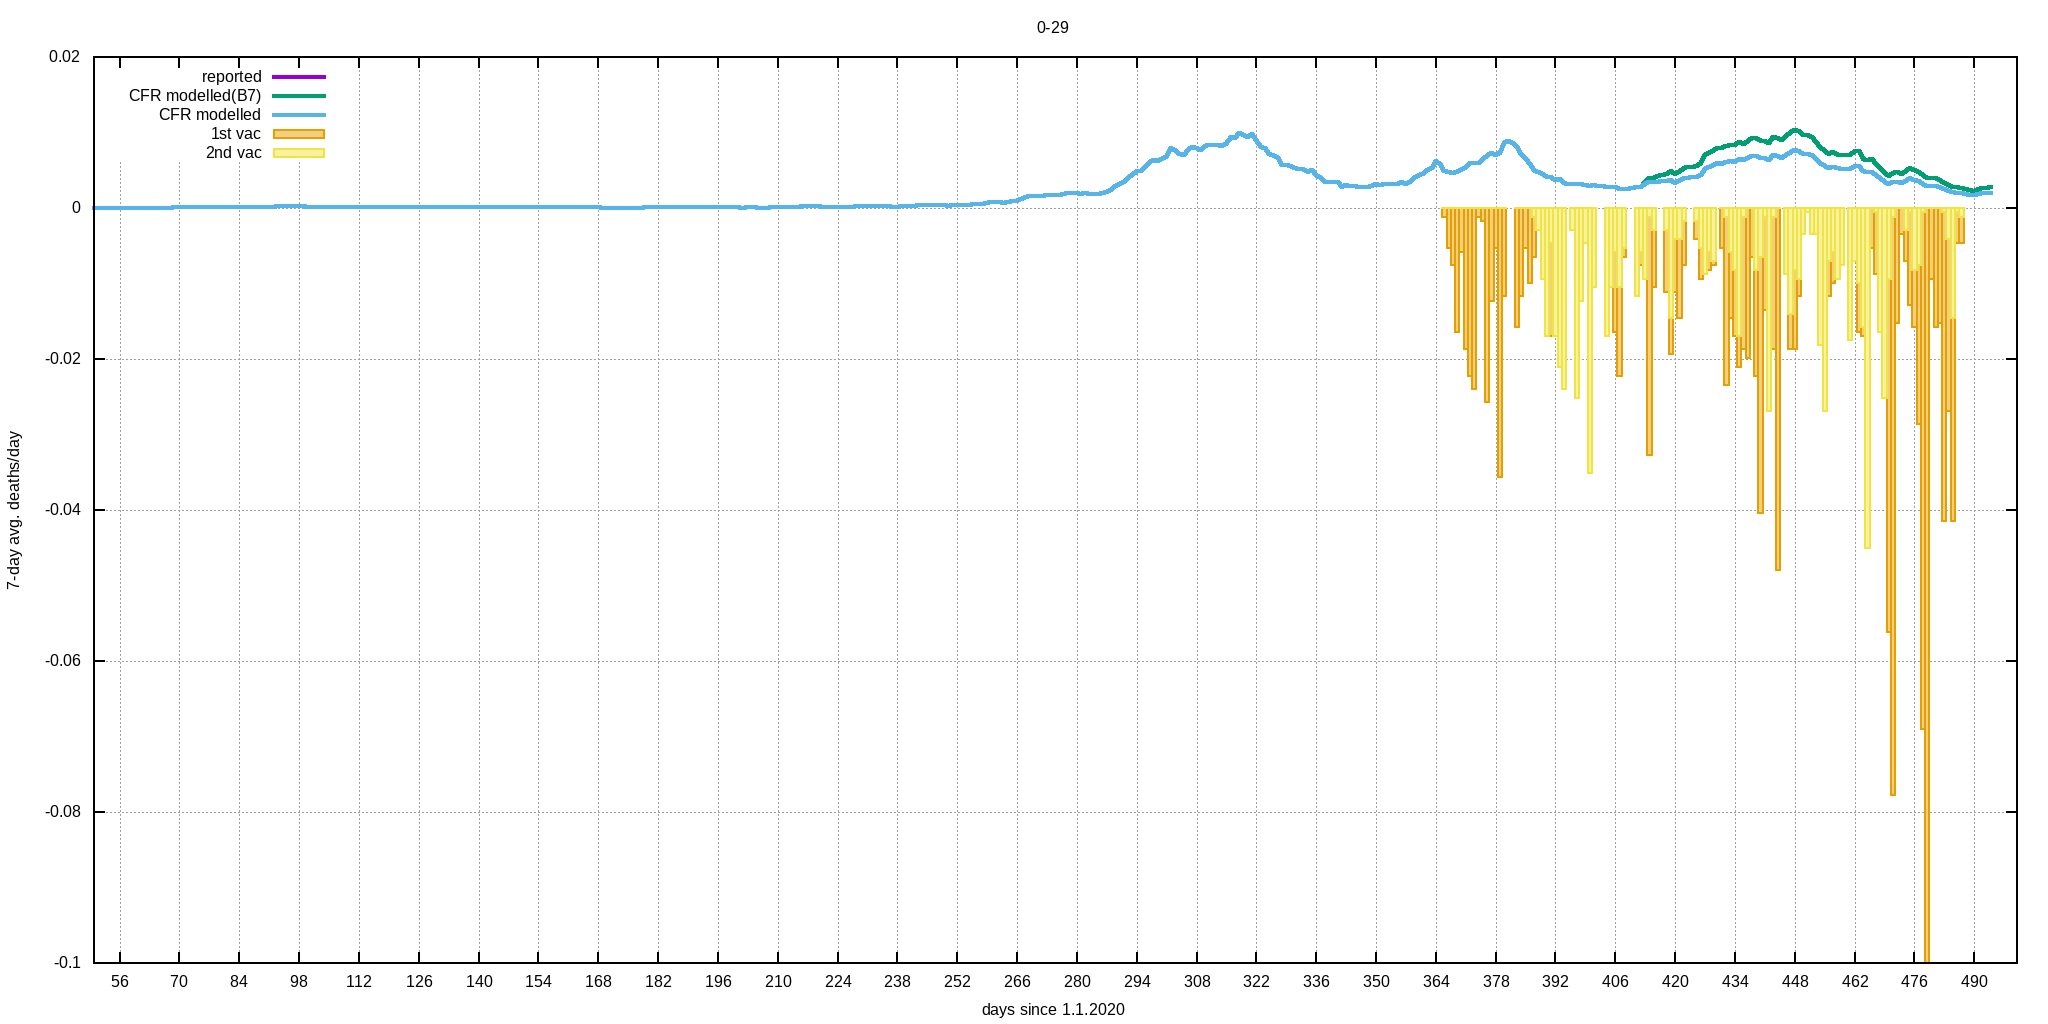 0-29
0.02
0
-0.02
-0.04
-0.06
-0.08
-0.1
reported
CFR modelled(B7)
CFR modelled
1st vac
2nd vac
7-day avg. deaths/day
56 70 84 98 112 126 140 154 168 182 196 210 224 238 252 266 280 294 308 322 336 350 364 378 392 406 420 434 448 462 476 490
days since 1.1.2020